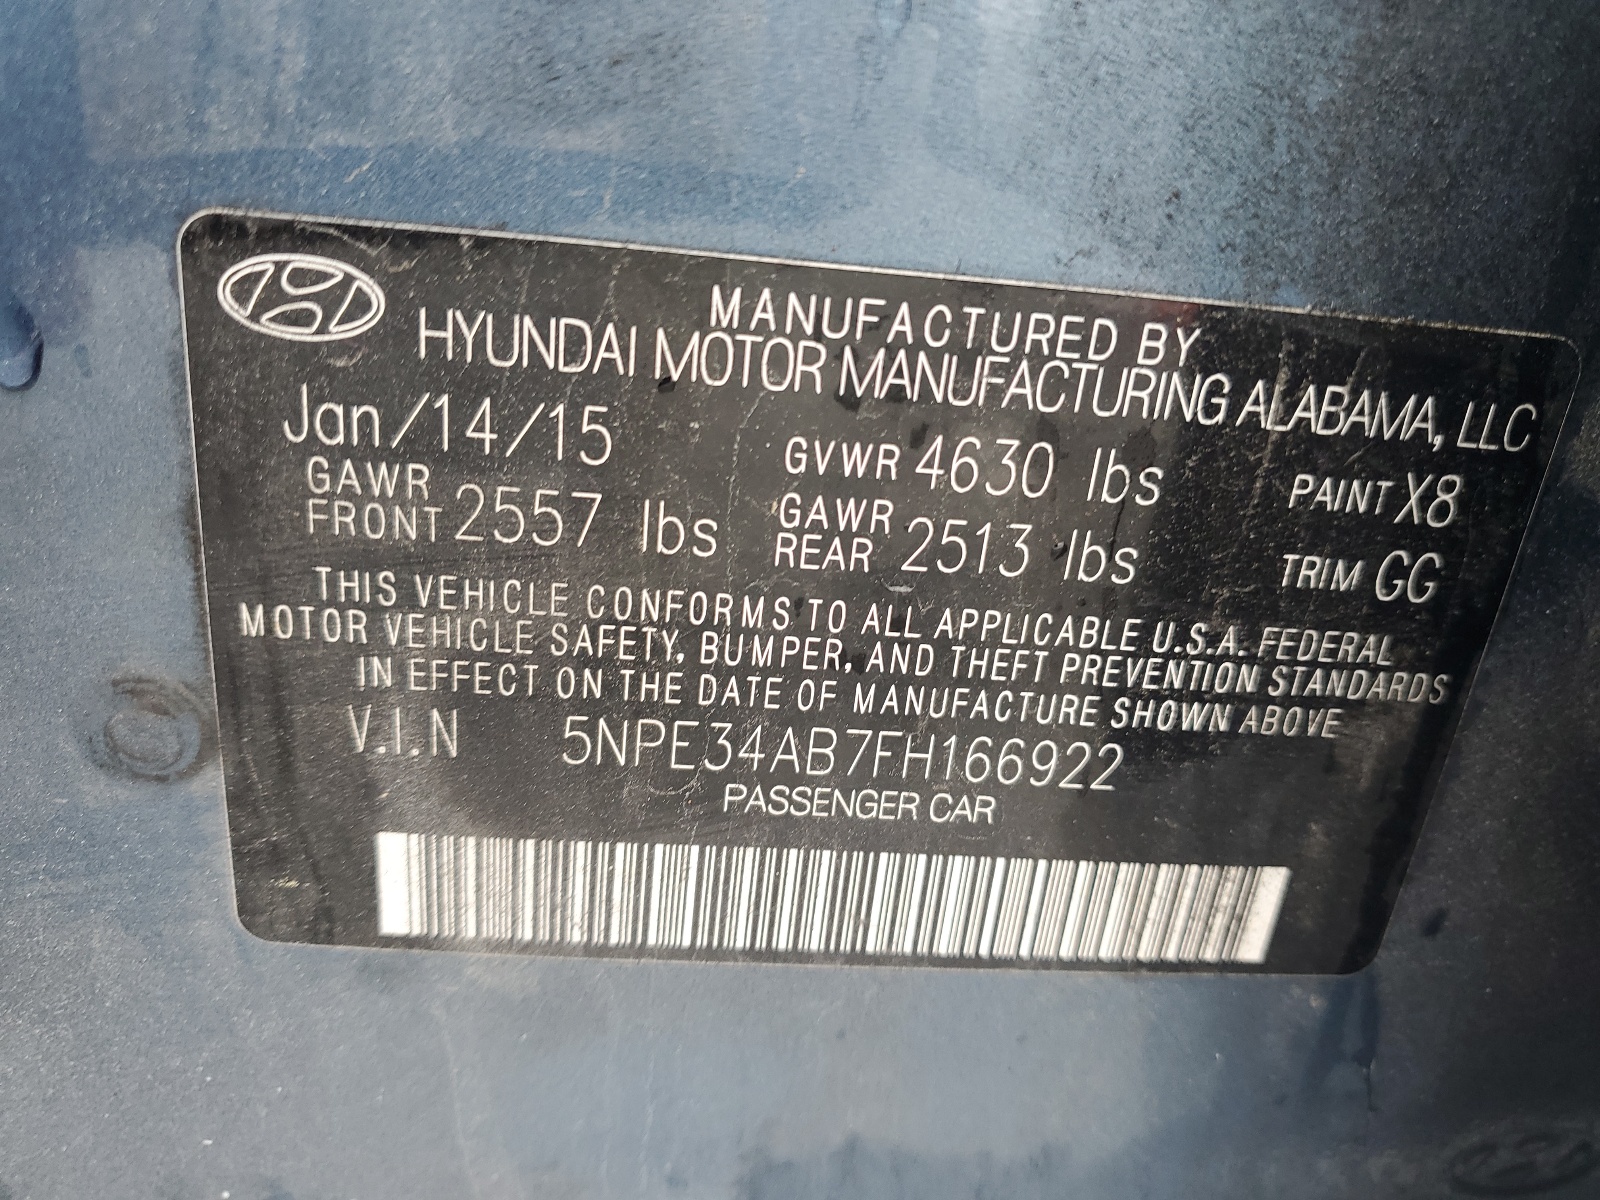 MANUFACTURED BY
HYUNDAI MOTOR MANUFACTURING ALABAMA, LLC
Jan/14/15 GVWR 4630 lbs PAINT X8
GAWR FRONT 2557 lbs GAWR REAR 2513 lbs TRIM GG
THIS VEHICLE CONFORMS TO ALL APPLICABLE U.S.A. FEDERAL
MOTOR VEHICLE SAFETY, BUMPER, AND THEFT PREVENTION STANDARDS
IN EFFECT ON THE DATE OF MANUFACTURE SHOWN ABOVE
V.I.N 5NPE34AB7FH166922
PASSENGER CAR